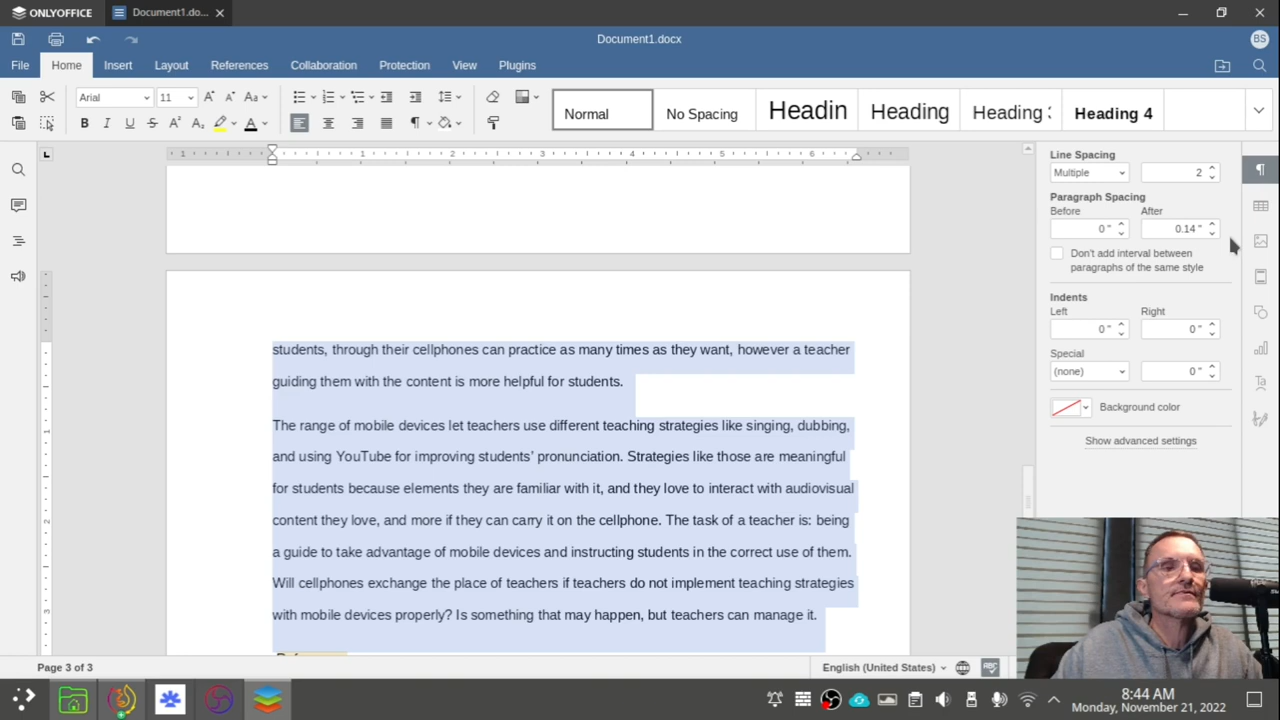 ONLYOFFICE
Document1.do...
Document1.docx
BS
File Home Insert Layout References Collaboration Protection View Plugins
Arial 11
Normal No Spacing Headin Heading Heading Heading 4
1 1 2 3 4 5 6
Line Spacing
Multiple 2
Paragraph Spacing
Before After
0 " 0.14 "
Don't add interval between
paragraphs of the same style
Indents
Left Right
0 " 0 "
Special
(none) 0 "
Background color
Show advanced settings
students, through their cellphones can practice as many times as they want, however a teacher
guiding them with the content is more helpful for students.
The range of mobile devices let teachers use different teaching strategies like singing, dubbing,
and using YouTube for improving students’ pronunciation. Strategies like those are meaningful
for students because elements they are familiar with it, and they love to interact with audiovisual
content they love, and more if they can carry it on the cellphone. The task of a teacher is: being
a guide to take advantage of mobile devices and instructing students in the correct use of them.
Will cellphones exchange the place of teachers if teachers do not implement teaching strategies
with mobile devices properly? Is something that may happen, but teachers can manage it.
Page 3 of 3
English (United States)
8:44 AM
Monday, November 21, 2022